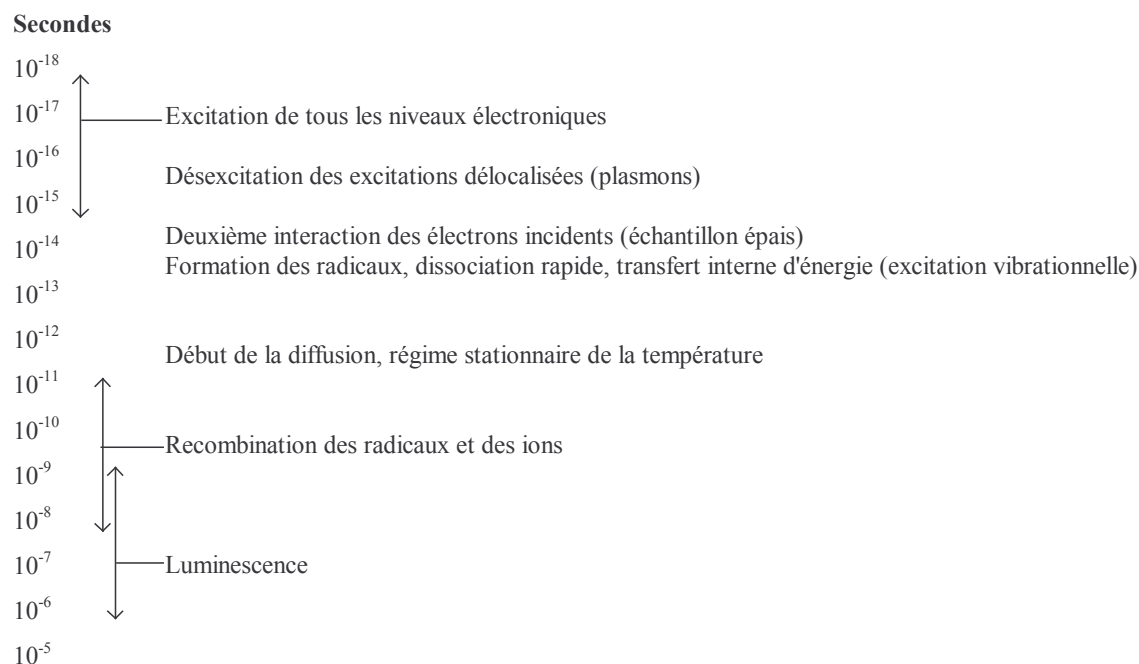 Secondes
10⁻¹⁸
10⁻¹⁷ Excitation de tous les niveaux électroniques
10⁻¹⁶
Désexcitation des excitations délocalisées (plasmons)
10⁻¹⁵
Deuxième interaction des électrons incidents (échantillon épais)
10⁻¹⁴
Formation des radicaux, dissociation rapide, transfert interne d'énergie (excitation vibrationnelle)
10⁻¹³
10⁻¹²
Début de la diffusion, régime stationnaire de la température
10⁻¹¹
10⁻¹⁰
Recombination des radicaux et des ions
10⁻⁹
10⁻⁸
10⁻⁷ Luminescence
10⁻⁶
10⁻⁵